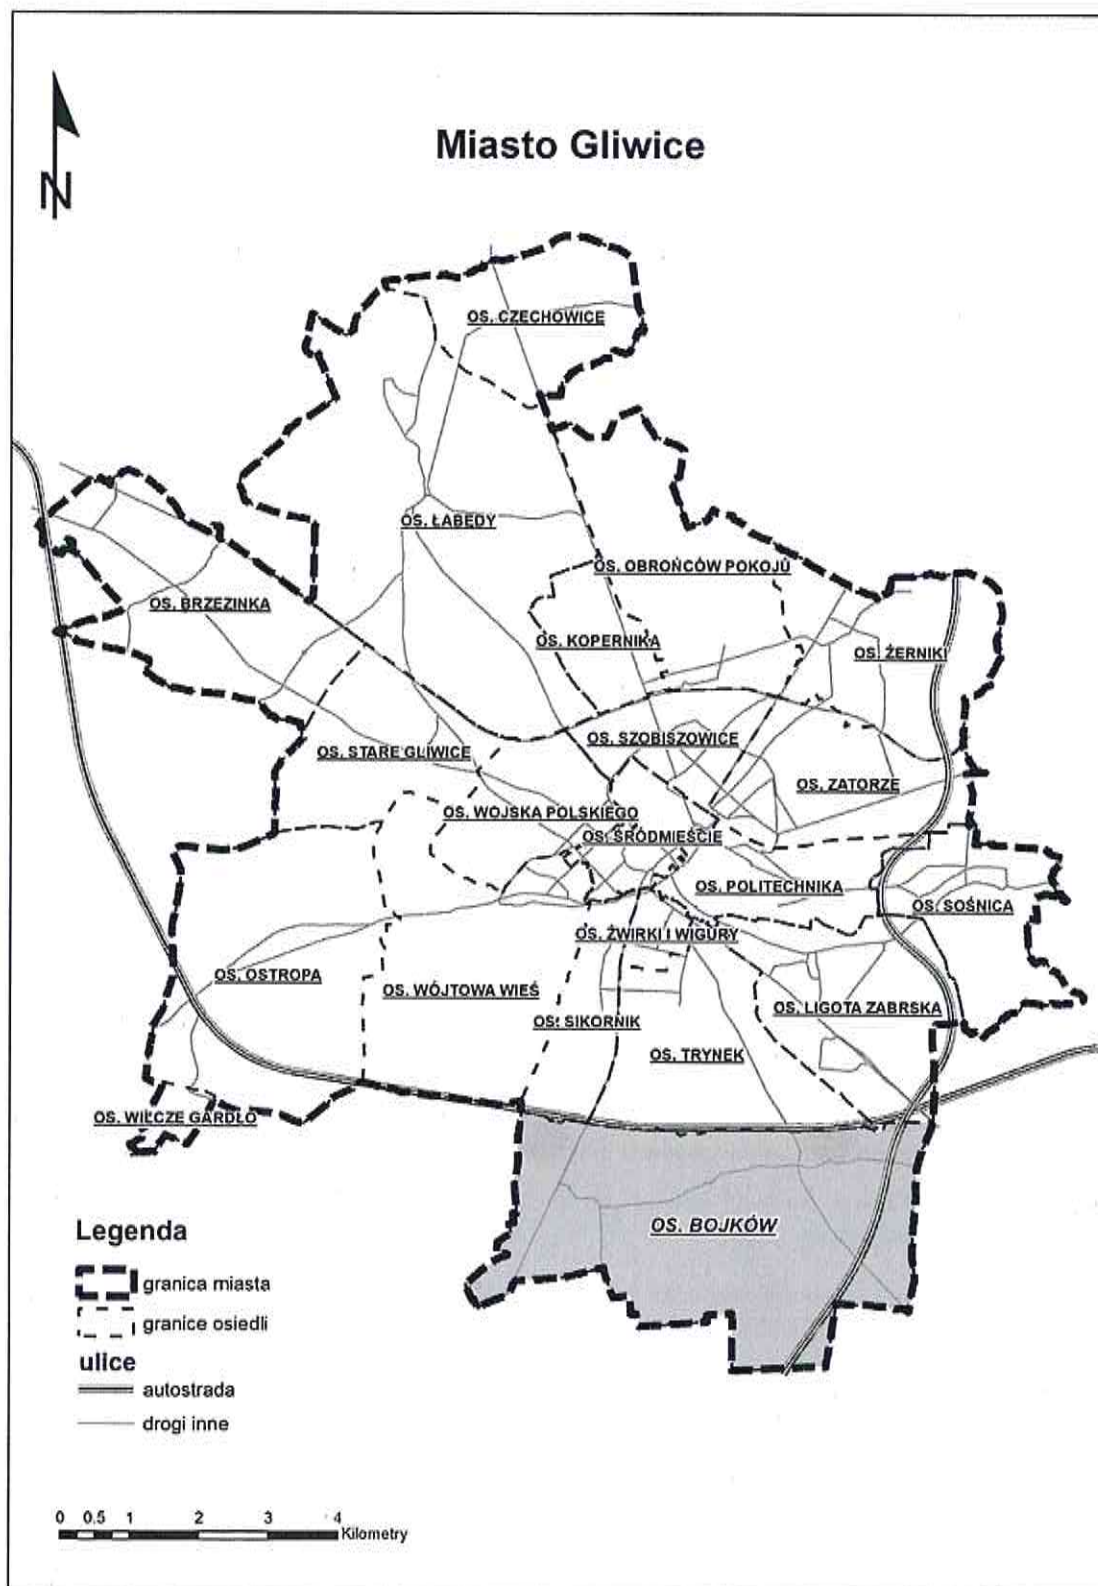 N
Miasto Gliwice
OS. CZECHOWICE
OS. ŁABĘDY
OS. OBROŃCÓW POKOJU
OS. BRZEZINKA
OS. KOPERNIKA
OS. ŻERNIKI
OS. SZOBISZOWICE
OS. STARE GLIWICE
OS. ZATORZE
OS. WOJSKA POLSKIEGO
OS. ŚRÓDMIEŚCIE
OS. POLITECHNIKA
OS. SOŚNICA
OS. ŻWIRKI I WIGURY
OS. OSTROPA
OS. WÓJTOWA WIEŚ
OS. LIGOTA ZABRSKA
OS. SIKORNIK
OS. TRYNEK
OS. WILCZE GARDŁO
OS. BOJKÓW
Legenda
granica miasta
granice osiedli
ulice
autostrada
drogi inne
0 0.5 1 2 3 4
Kilometry